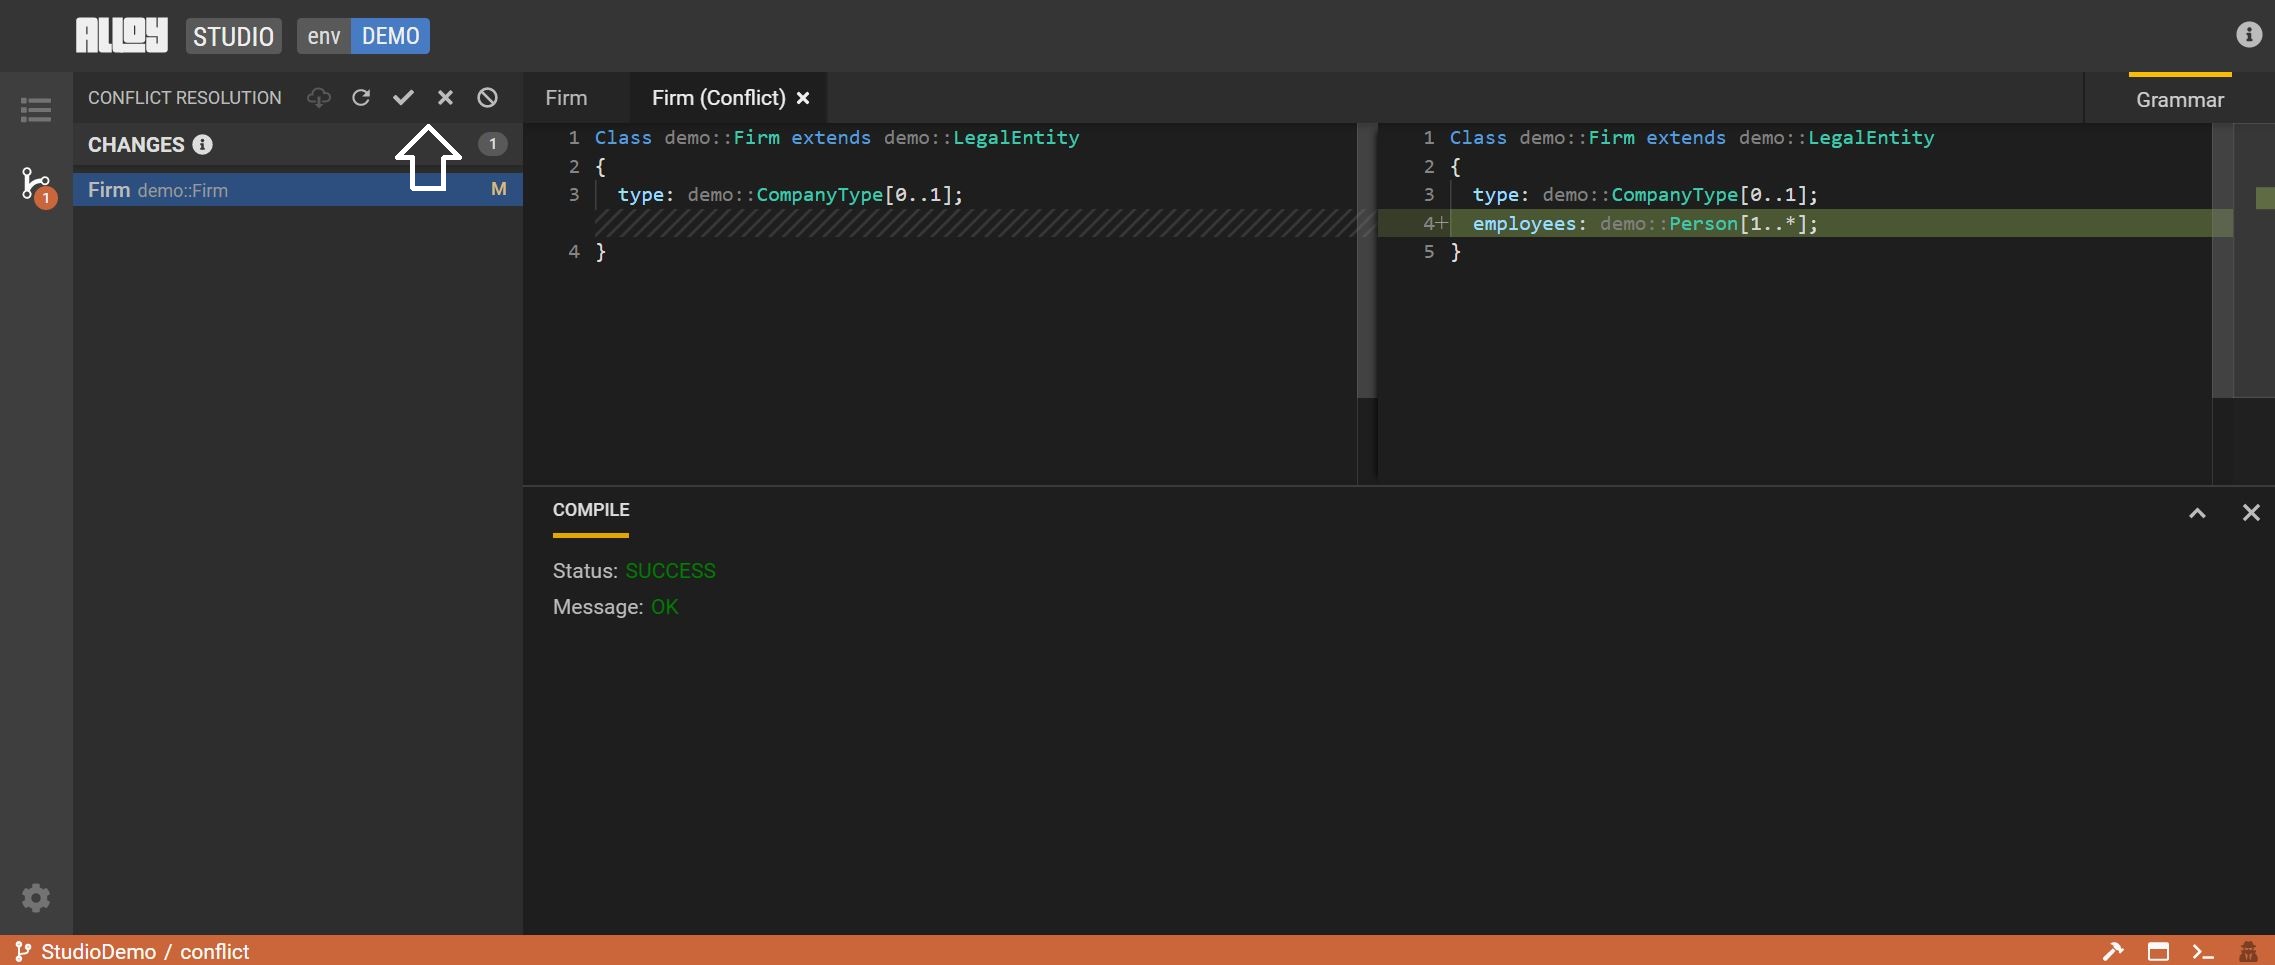 ALLOY STUDIO env DEMO
CONFLICT RESOLUTION
CHANGES 1
Firm demo::Firm M
1
Firm Firm (Conflict)
Grammar
1 Class demo::Firm extends demo::LegalEntity
2 {
3 type: demo::CompanyType[0..1];
4 }
1 Class demo::Firm extends demo::LegalEntity
2 {
3 type: demo::CompanyType[0..1];
4+ employees: demo::Person[1..*];
5 }
COMPILE
Status: SUCCESS
Message: OK
StudioDemo / conflict